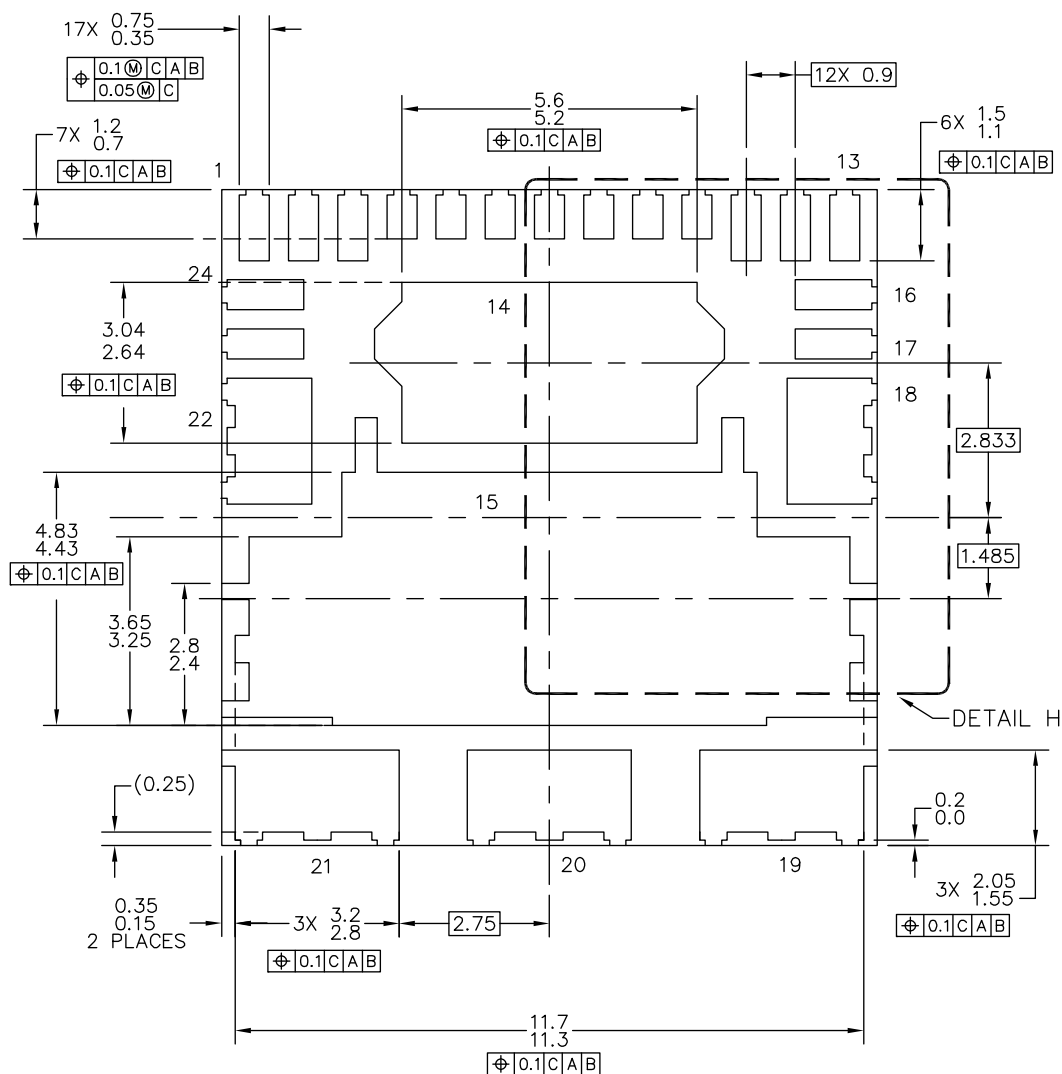 17X 0.75
0.35
⌖ 0.1Ⓜ C A B
0.05Ⓜ C
7X 1.2
0.7
⌖ 0.1 C A B
1
5.6
5.2
⌖ 0.1 C A B
12X 0.9
6X 1.5
1.1
⌖ 0.1 C A B
13
24
14
16
3.04
2.64
⌖ 0.1 C A B
17
18
22
2.833
15
4.83
4.43
⌖ 0.1 C A B
1.485
3.65
3.25
2.8
2.4
DETAIL H
(0.25)
0.2
0.0
21
20
19
3X 2.05
1.55
⌖ 0.1 C A B
0.35
0.15
2 PLACES
3X 3.2
2.8
⌖ 0.1 C A B
2.75
11.7
11.3
⌖ 0.1 C A B